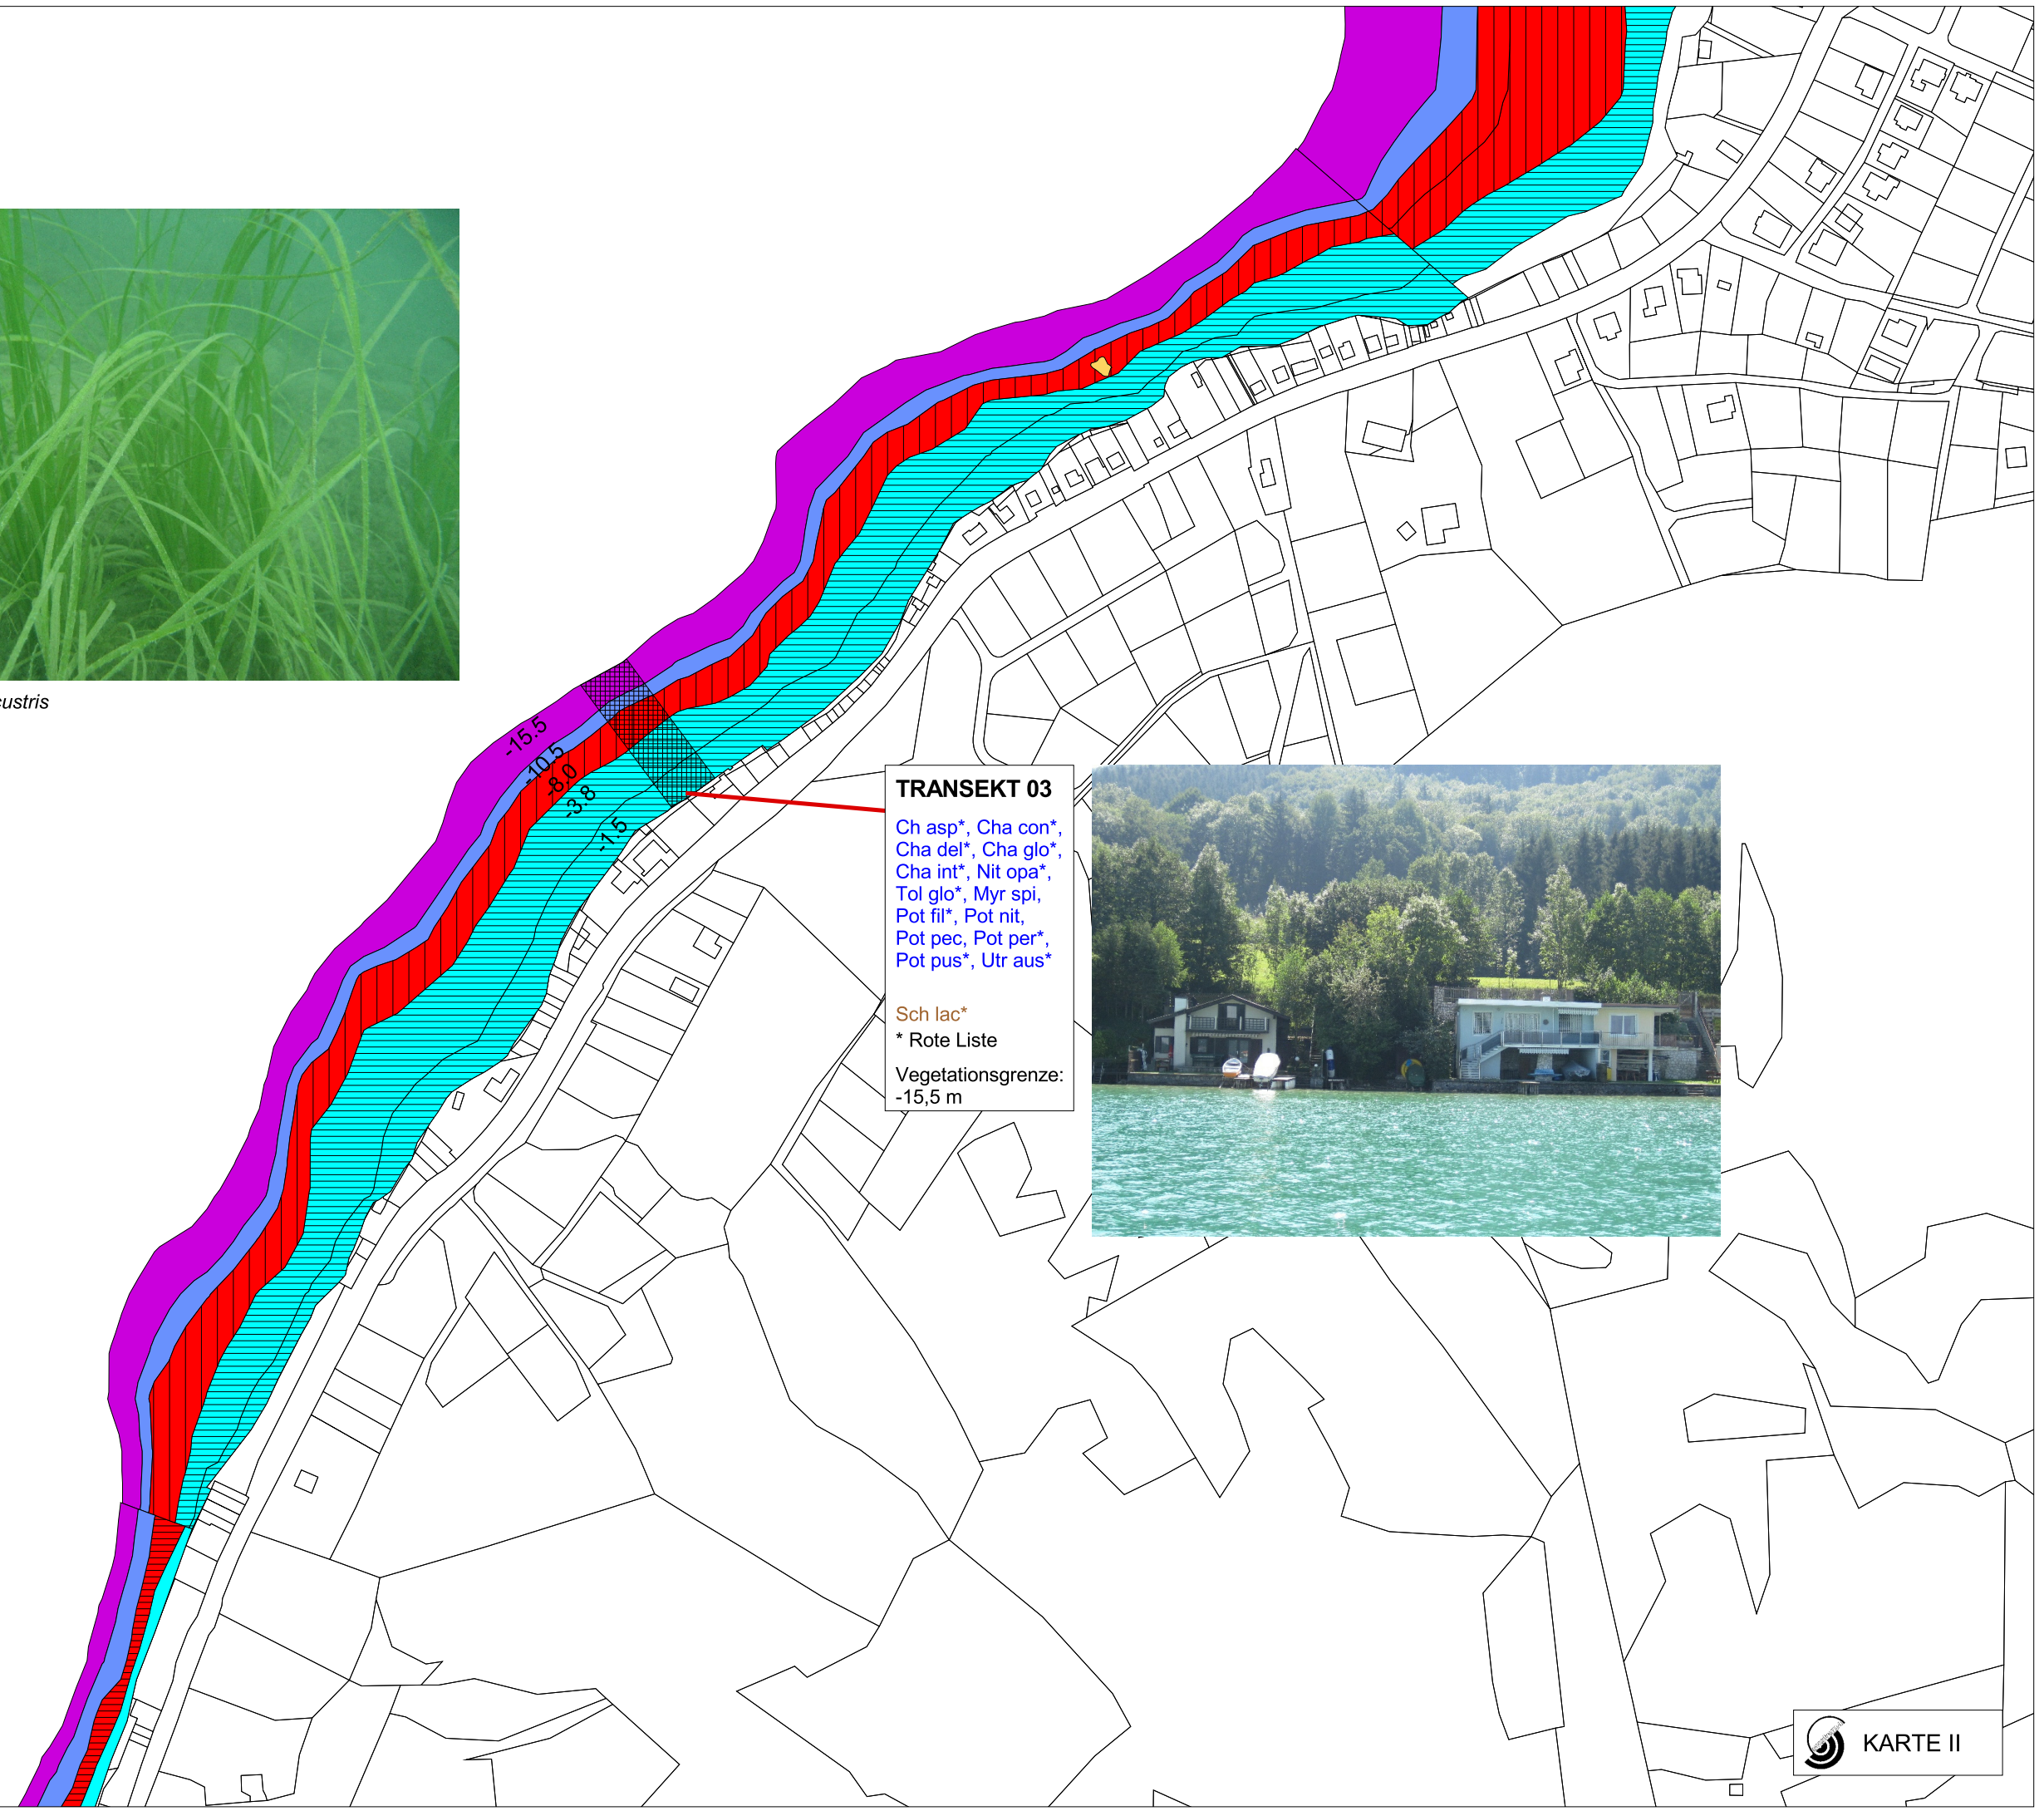 ustris
-15.5
-10.5
-8.0
-3.8
-1.5
TRANSEKT 03
Ch asp*, Cha con*,
Cha del*, Cha glo*,
Cha int*, Nit opa*,
Tol glo*, Myr spi,
Pot fil*, Pot nit,
Pot pec, Pot per*,
Pot pus*, Utr aus*
Sch lac*
* Rote Liste
Vegetationsgrenze:
-15,5 m
KARTE II